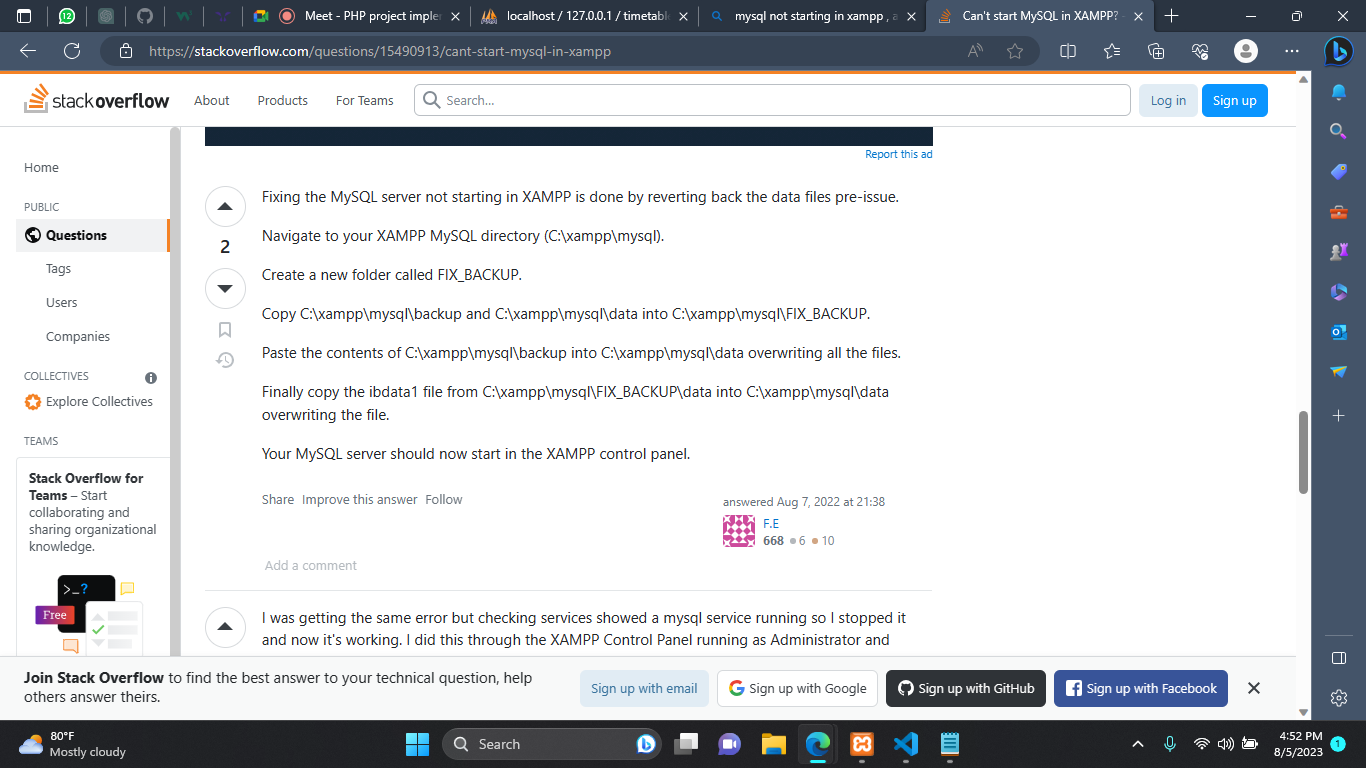 Meet - PHP project implem
localhost / 127.0.0.1 / timetable
mysql not starting in xampp , a
Can't start MySQL in XAMPP? -
https://stackoverflow.com/questions/15490913/cant-start-mysql-in-xampp
stackoverflow
About
Products
For Teams
Search...
Log in
Sign up
Report this ad
Home
PUBLIC
Questions
Tags
Users
Companies
COLLECTIVES
Explore Collectives
TEAMS
Stack Overflow for
Teams – Start
collaborating and
sharing organizational
knowledge.
>_?
Free
2
Fixing the MySQL server not starting in XAMPP is done by reverting back the data files pre-issue.
Navigate to your XAMPP MySQL directory (C:\xampp\mysql).
Create a new folder called FIX_BACKUP.
Copy C:\xampp\mysql\backup and C:\xampp\mysql\data into C:\xampp\mysql\FIX_BACKUP.
Paste the contents of C:\xampp\mysql\backup into C:\xampp\mysql\data overwriting all the files.
Finally copy the ibdata1 file from C:\xampp\mysql\FIX_BACKUP\data into C:\xampp\mysql\data
overwriting the file.
Your MySQL server should now start in the XAMPP control panel.
Share Improve this answer Follow
answered Aug 7, 2022 at 21:38
F.E
668 6 10
Add a comment
I was getting the same error but checking services showed a mysql service running so I stopped it
and now it's working. I did this through the XAMPP Control Panel running as Administrator and
Join Stack Overflow to find the best answer to your technical question, help
others answer theirs.
Sign up with email
Sign up with Google
Sign up with GitHub
Sign up with Facebook
80°F
Mostly cloudy
Search
4:52 PM
8/5/2023
1